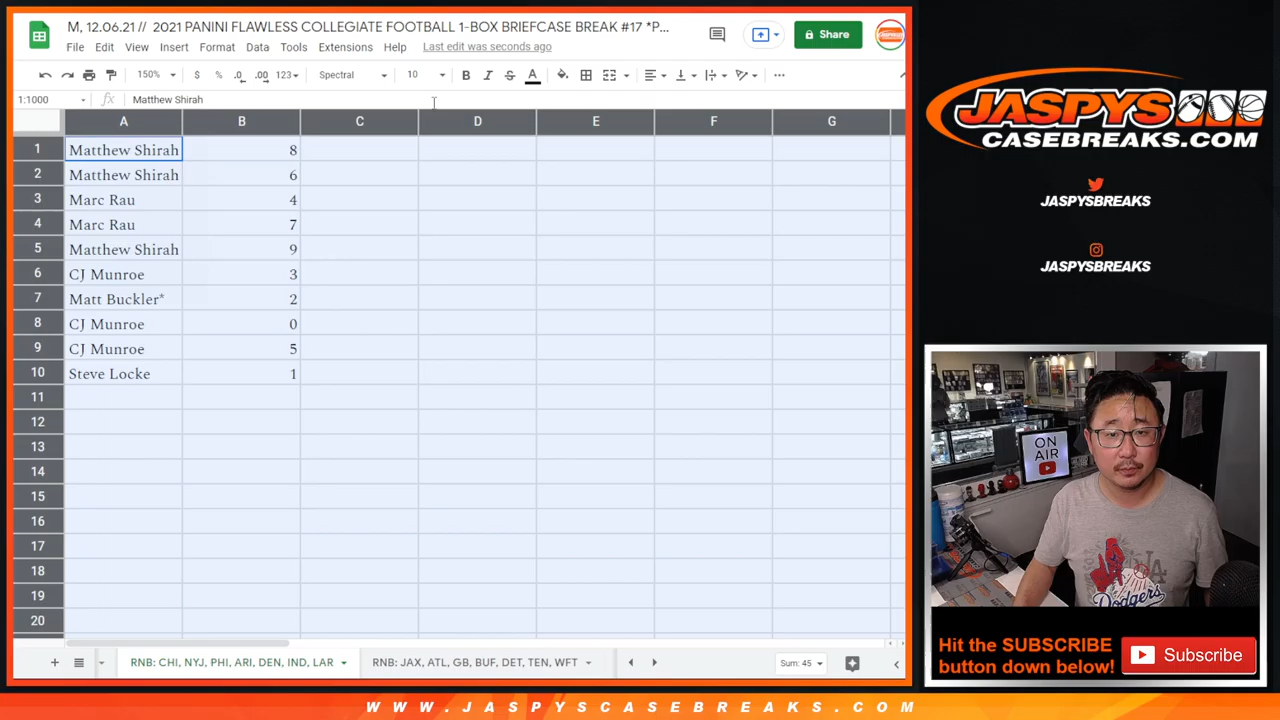 M, 12.06.21 // 2021 PANINI FLAWLESS COLLEGIATE FOOTBALL 1-BOX BRIEFCASE BREAK #17 *P...
File Edit View Insert Format Data Tools Extensions Help Last edit was seconds ago
Share
150% $ % .0 .00 123 Spectral 10 B I S A
1:1000 fx Matthew Shirah
A B C D E F G
1 Matthew Shirah 8
2 Matthew Shirah 6
3 Marc Rau 4
4 Marc Rau 7
5 Matthew Shirah 9
6 CJ Munroe 3
7 Matt Buckler* 2
8 CJ Munroe 0
9 CJ Munroe 5
10 Steve Locke 1
11
12
13
14
15
16
17
18
19
20
RNB: CHI, NYJ, PHI, ARI, DEN, IND, LAR
RNB: JAX, ATL, GB, BUF, DET, TEN, WFT
Sum: 45
JASPYS
CASEBREAKS.COM
JASPYSBREAKS
JASPYSBREAKS
ON
AIR
LA
Dodgers
Hit the SUBSCRIBE
button down below!
Subscribe
WWW.JASPYSCASEBREAKS.COM